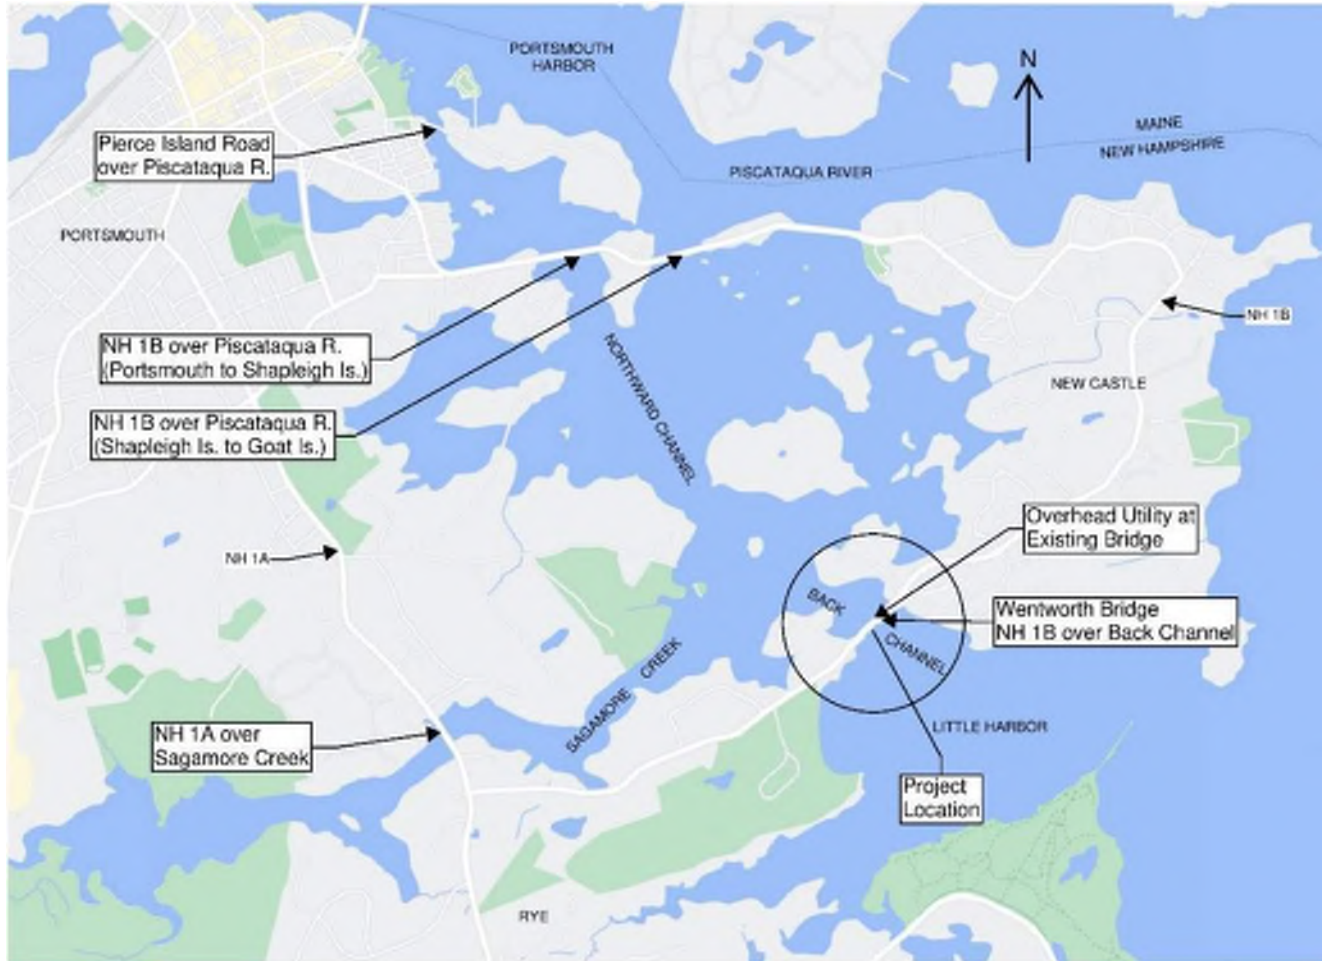 PORTSMOUTH
HARBOR
N
MAINE
NEW HAMPSHIRE
Pierce Island Road
over Piscataqua R.
PISCATAQUA RIVER
PORTSMOUTH
NH 1B
NH 1B over Piscataqua R.
(Portsmouth to Shapleigh Is.)
NORTHWARD CHANNEL
NEW CASTLE
NH 1B over Piscataqua R.
(Shapleigh Is. to Goat Is.)
Overhead Utility at
Existing Bridge
NH 1A
BACK
CHANNEL
Wentworth Bridge
NH 1B over Back Channel
SAGAMORE CREEK
NH 1A over
Sagamore Creek
LITTLE HARBOR
Project
Location
RYE